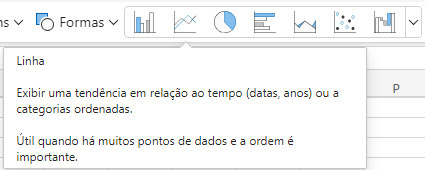 Formas
Linha
Exibir uma tendência em relação ao tempo (datas, anos) ou a
categorias ordenadas.
Útil quando há muitos pontos de dados e a ordem é
importante.
P